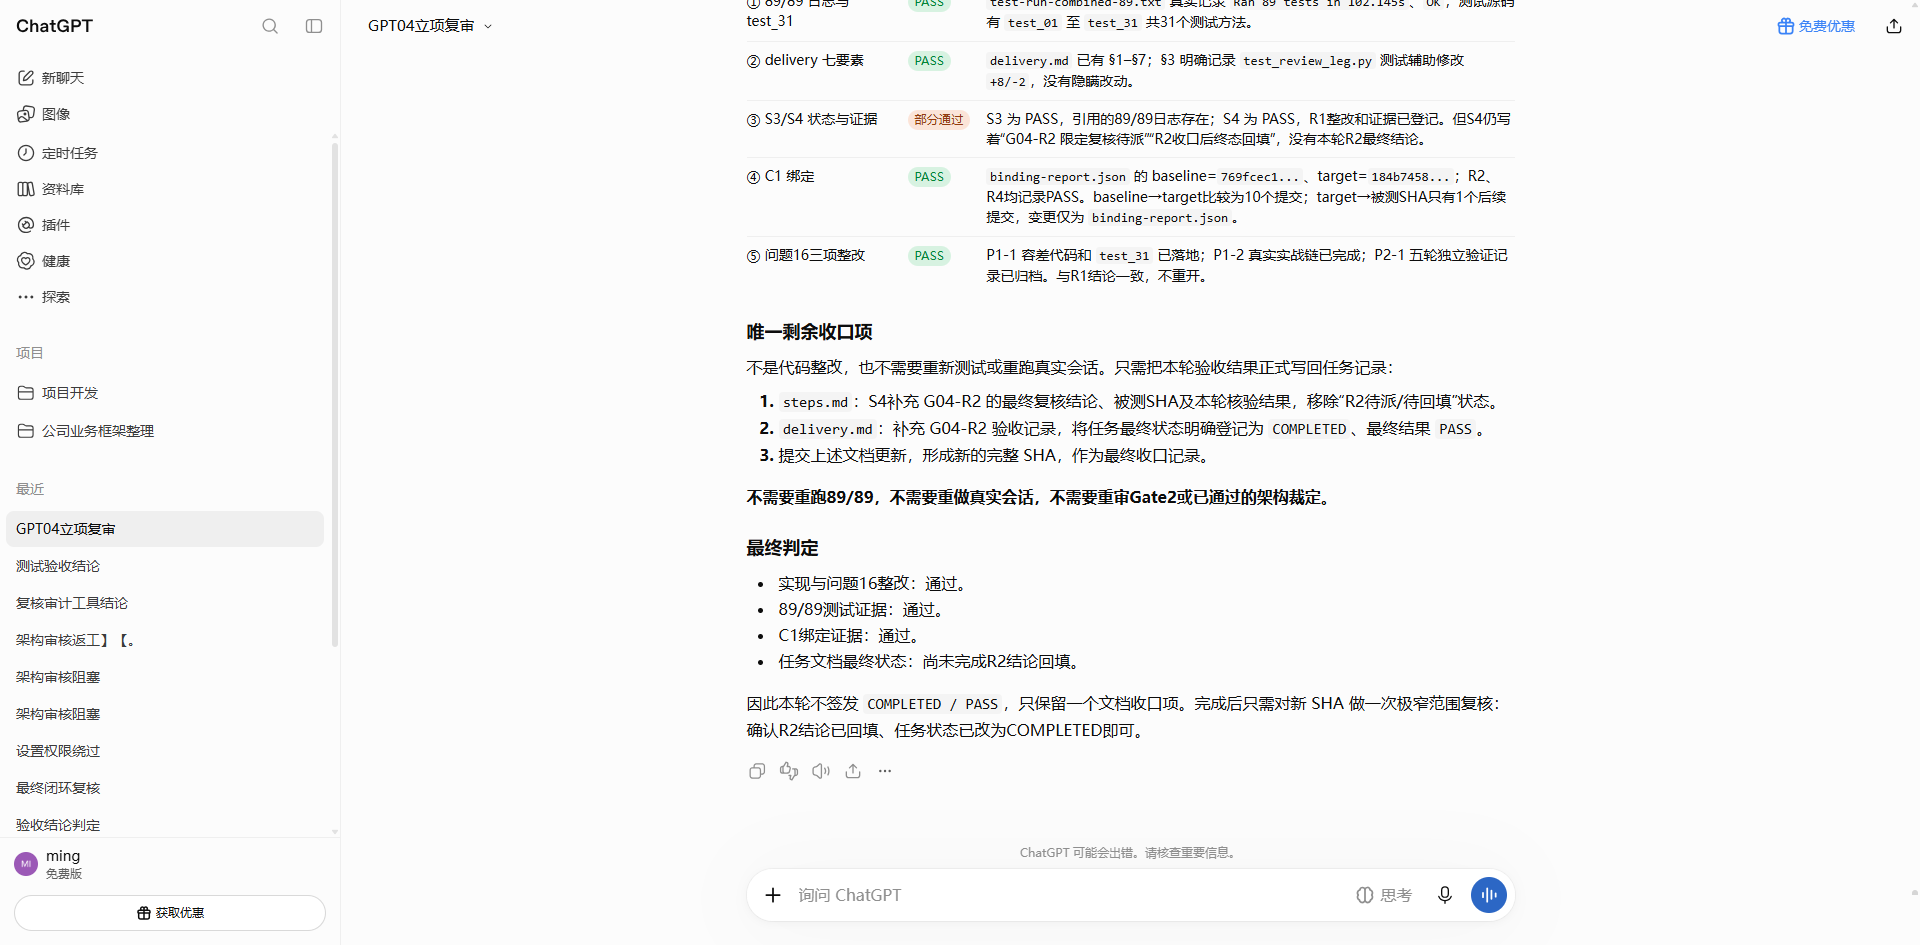 ChatGPT
新聊天
图像
定时任务
资料库
插件
健康
探索
项目
项目开发
公司业务框架整理
最近
GPT04立项复审
测试验收结论
复核审计工具结论
架构审核返工】【。
架构审核阻塞
架构审核阻塞
设置权限绕过
最终闭环复核
验收结论判定
MI
ming
免费版
获取优惠
GPT04立项复审
免费优惠
① 89/89 日志与
test_31
PASS
test-run-combined-89.txt 真实记录 Ran 89 tests in 102.145s、OK，测试源码
有 test_01 至 test_31 共31个测试方法。
② delivery 七要素
PASS
delivery.md 已有 §1–§7；§3 明确记录 test_review_leg.py 测试辅助修改
+8/-2，没有隐瞒改动。
③ S3/S4 状态与证据
部分通过
S3 为 PASS，引用的89/89日志存在；S4 为 PASS，R1整改和证据已登记。但S4仍写
着“G04-R2 限定复核待派”“R2收口后终态回填”，没有本轮R2最终结论。
④ C1 绑定
PASS
binding-report.json 的 baseline=769fcec1...、target=184b7458...；R2、
R4均记录PASS。baseline→target比较为10个提交；target→被测SHA只有1个后续
提交，变更仅为 binding-report.json。
⑤ 问题16三项整改
PASS
P1-1 容差代码和 test_31 已落地；P1-2 真实实战链已完成；P2-1 五轮独立验证记
录已归档。与R1结论一致，不重开。
唯一剩余收口项
不是代码整改，也不需要重新测试或重跑真实会话。只需把本轮验收结果正式写回任务记录：
1. steps.md：S4补充 G04-R2 的最终复核结论、被测SHA及本轮核验结果，移除“R2待派/待回填”状态。
2. delivery.md：补充 G04-R2 验收记录，将任务最终状态明确登记为 COMPLETED、最终结果 PASS。
3. 提交上述文档更新，形成新的完整 SHA，作为最终收口记录。
不需要重跑89/89，不需要重做真实会话，不需要重审Gate2或已通过的架构裁定。
最终判定
• 实现与问题16整改：通过。
• 89/89测试证据：通过。
• C1绑定证据：通过。
• 任务文档最终状态：尚未完成R2结论回填。
因此本轮不签发 COMPLETED / PASS，只保留一个文档收口项。完成后只需对新 SHA 做一次极窄范围复核：
确认R2结论已回填、任务状态已改为COMPLETED即可。
ChatGPT 可能会出错。请核查重要信息。
询问 ChatGPT
思考